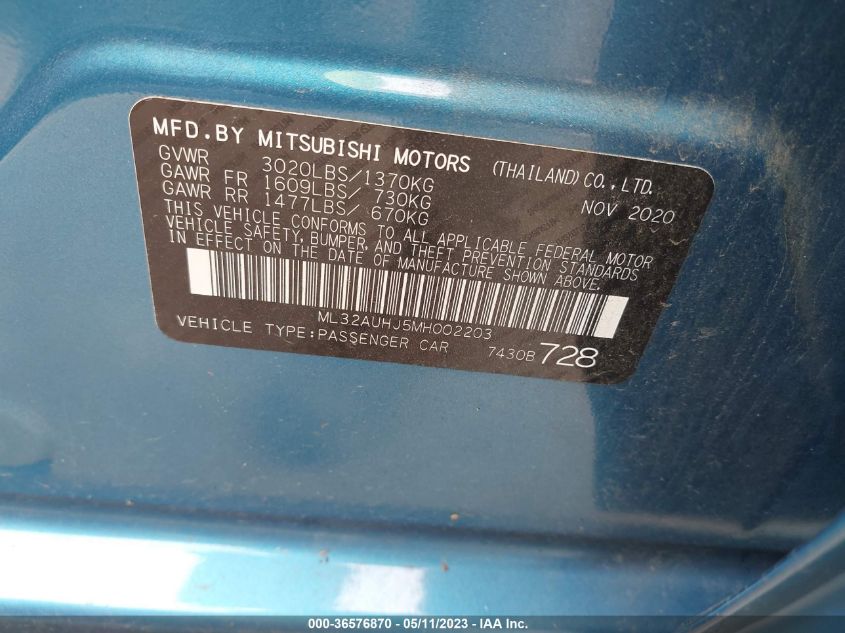 MFD.BY MITSUBISHI MOTORS (THAILAND) CO., LTD.
GVWR 3020LBS/1370KG NOV 2020
GAWR FR 1609LBS/ 730KG
GAWR RR 1477LBS/ 670KG
THIS VEHICLE CONFORMS TO ALL APPLICABLE FEDERAL MOTOR
VEHICLE SAFETY, BUMPER, AND THEFT PREVENTION STANDARDS
IN EFFECT ON THE DATE OF MANUFACTURE SHOWN ABOVE.
ML32AUHJ5MH002203
VEHICLE TYPE:PASSENGER CAR 7430B 728
000-36576870 - 05/11/2023 - IAA Inc.